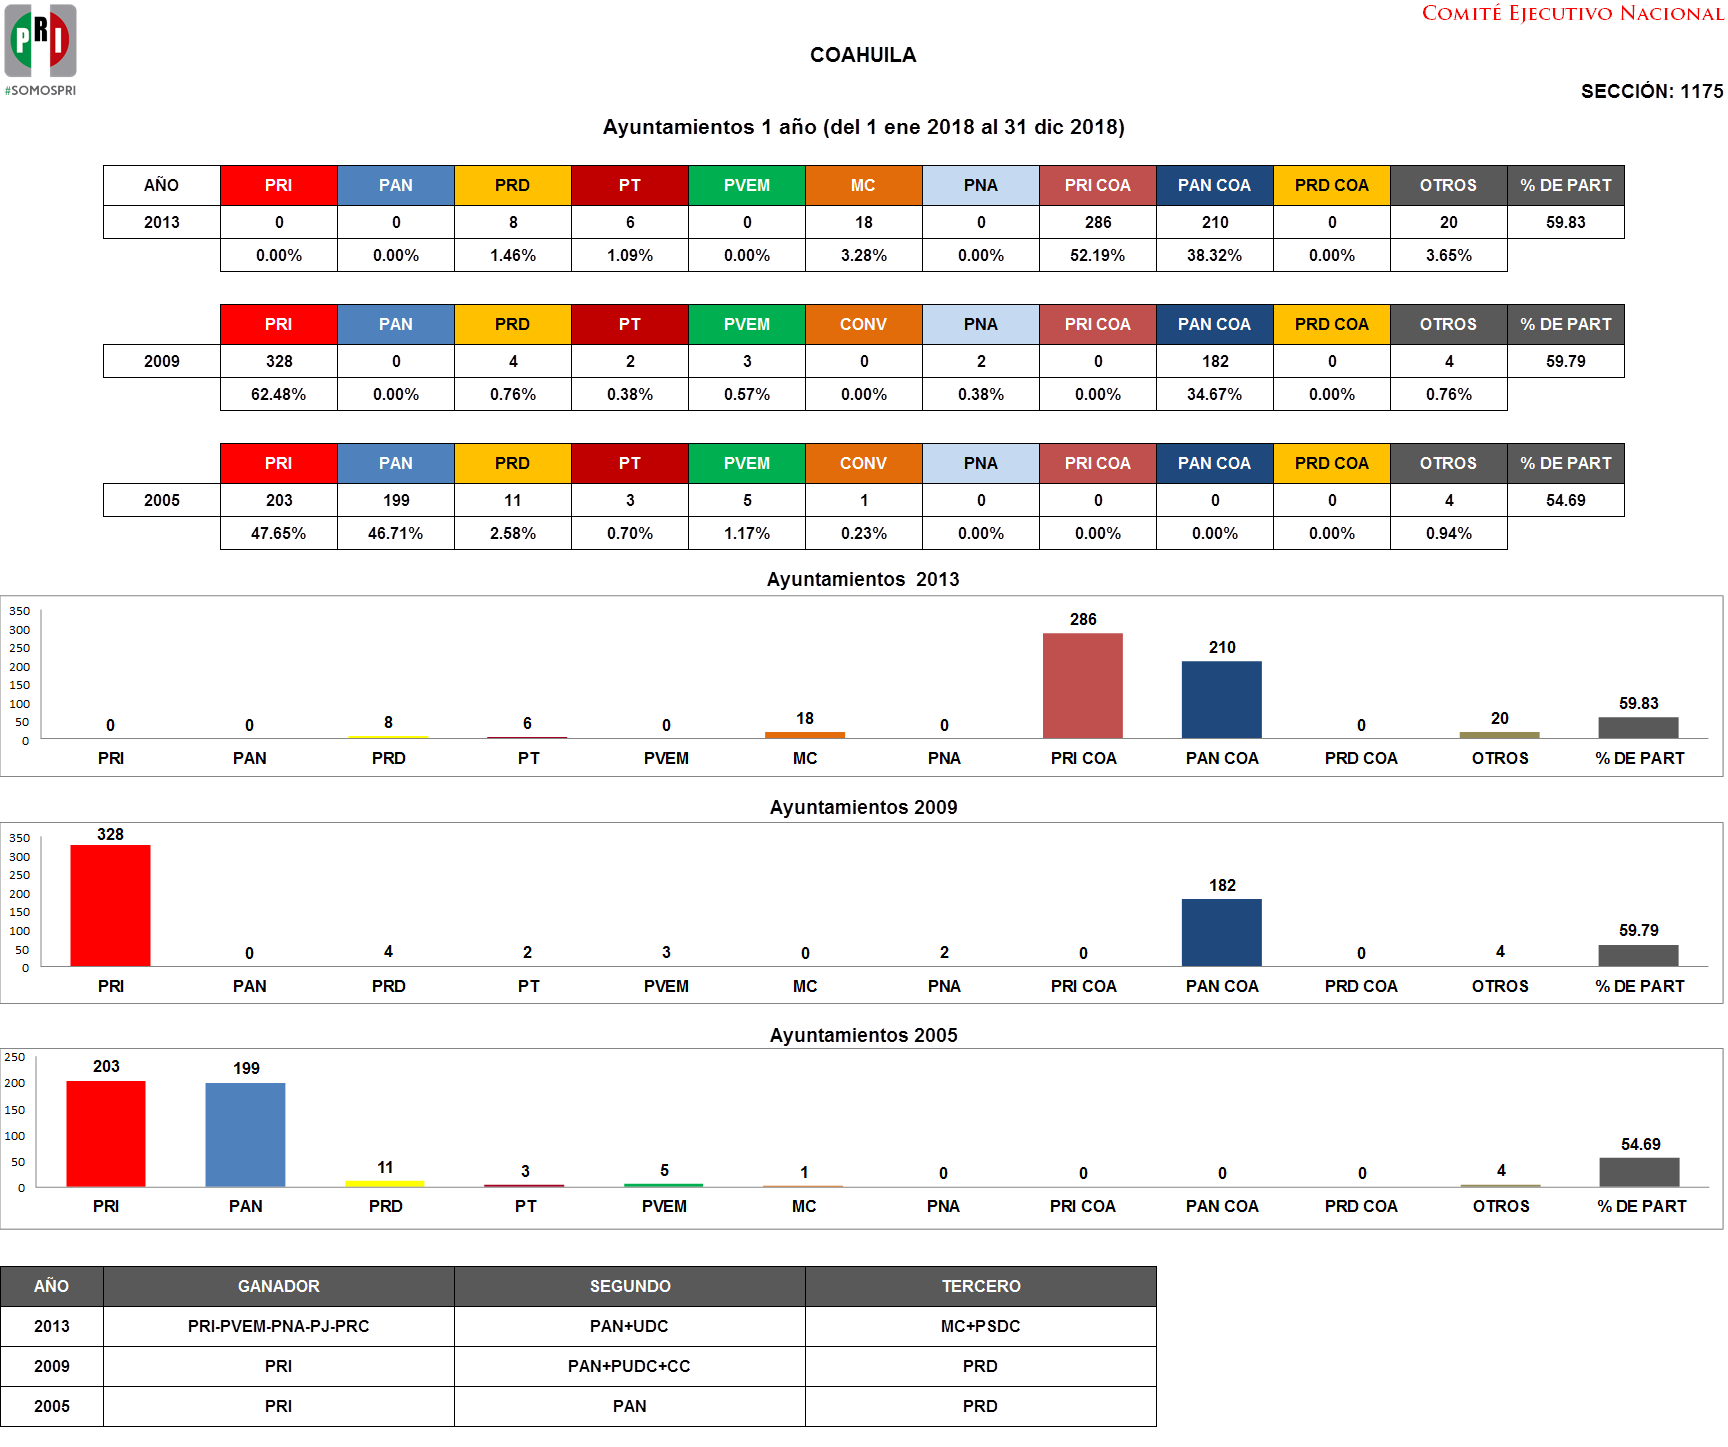 PRI
#SOMOSPRI
COMITÉ EJECUTIVO NACIONAL
COAHUILA
SECCIÓN: 1175
Ayuntamientos 1 año (del 1 ene 2018 al 31 dic 2018)
AÑO PRI PAN PRD PT PVEM MC PNA PRI COA PAN COA PRD COA OTROS % DE PART
2013 0 0 8 6 0 18 0 286 210 0 20 59.83
0.00% 0.00% 1.46% 1.09% 0.00% 3.28% 0.00% 52.19% 38.32% 0.00% 3.65%
PRI PAN PRD PT PVEM CONV PNA PRI COA PAN COA PRD COA OTROS % DE PART
2009 328 0 4 2 3 0 2 0 182 0 4 59.79
62.48% 0.00% 0.76% 0.38% 0.57% 0.00% 0.38% 0.00% 34.67% 0.00% 0.76%
PRI PAN PRD PT PVEM CONV PNA PRI COA PAN COA PRD COA OTROS % DE PART
2005 203 199 11 3 5 1 0 0 0 0 4 54.69
47.65% 46.71% 2.58% 0.70% 1.17% 0.23% 0.00% 0.00% 0.00% 0.00% 0.94%
Ayuntamientos 2013
350
300
250
200
150
100
50
0
0 0 8 6 0 18 0 286 210 0 20 59.83
PRI PAN PRD PT PVEM MC PNA PRI COA PAN COA PRD COA OTROS % DE PART
Ayuntamientos 2009
350
300
250
200
150
100
50
0
328 0 4 2 3 0 2 0 182 0 4 59.79
PRI PAN PRD PT PVEM MC PNA PRI COA PAN COA PRD COA OTROS % DE PART
Ayuntamientos 2005
250
200
150
100
50
0
203 199 11 3 5 1 0 0 0 0 4 54.69
PRI PAN PRD PT PVEM MC PNA PRI COA PAN COA PRD COA OTROS % DE PART
AÑO GANADOR SEGUNDO TERCERO
2013 PRI-PVEM-PNA-PJ-PRC PAN+UDC MC+PSDC
2009 PRI PAN+PUDC+CC PRD
2005 PRI PAN PRD